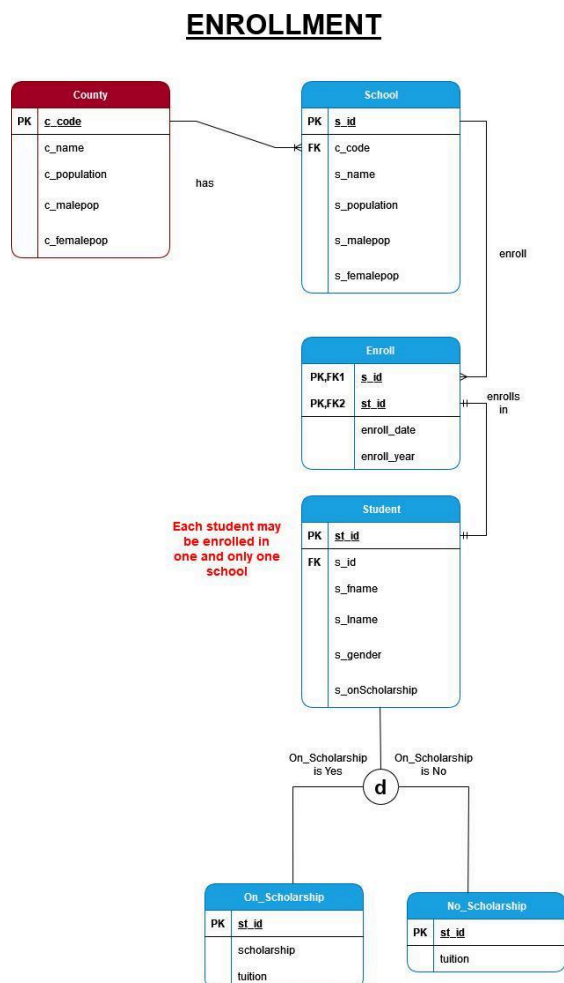 ENROLLMENT
County
PK c_code
c_name
c_population
c_malepop
c_femalepop
has
School
PK s_id
FK c_code
s_name
s_population
s_malepop
s_femalepop
enroll
Enroll
PK,FK1 s_id
PK,FK2 st_id
enroll_date
enroll_year
enrolls
in
Each student may
be enrolled in
one and only one
school
Student
PK st_id
FK s_id
s_fname
s_lname
s_gender
s_onScholarship
On_Scholarship
is Yes
On_Scholarship
is No
d
On_Scholarship
PK st_id
scholarship
tuition
No_Scholarship
PK st_id
tuition